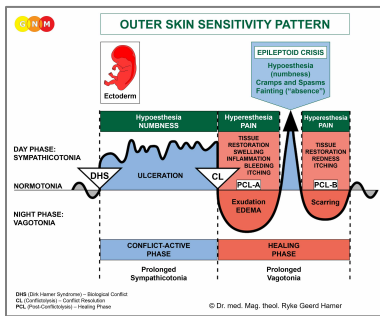 GNM
OUTER SKIN SENSITIVITY PATTERN
EPILEPTOID CRISIS
Hypoesthesia
(numbness)
Cramps and Spasms
Fainting ("absence")
Ectoderm
Hypoesthesia
NUMBNESS
Hyperesthesia
PAIN
Hyperesthesia
PAIN
DAY PHASE:
SYMPATHICOTONIA
TISSUE
RESTORATION
SWELLING
INFLAMMATION
BLEEDING
ITCHING
TISSUE
RESTORATION
REDNESS
ITCHING
DHS
ULCERATION
CL
PCL-A
PCL-B
NORMOTONIA
NIGHT PHASE:
VAGOTONIA
Exudation
EDEMA
Scarring
CONFLICT-ACTIVE
PHASE
HEALING
PHASE
Prolonged
Sympathicotonia
Prolonged
Vagotonia
DHS (Dirk Hamer Syndrome) – Biological Conflict
CL (Conflictolysis) – Conflict Resolution
PCL (Post-Conflictolysis) – Healing Phase
© Dr. med. Mag. theol. Ryke Geerd Hamer